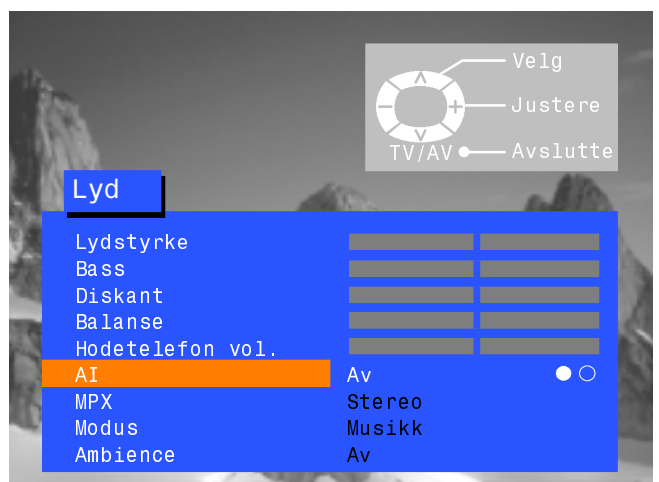 Velg
Justere
TV/AV Avslutte
Lyd
Lydstyrke
Bass
Diskant
Balanse
Hodetelefon vol.
AI Av
MPX Stereo
Modus Musikk
Ambience Av